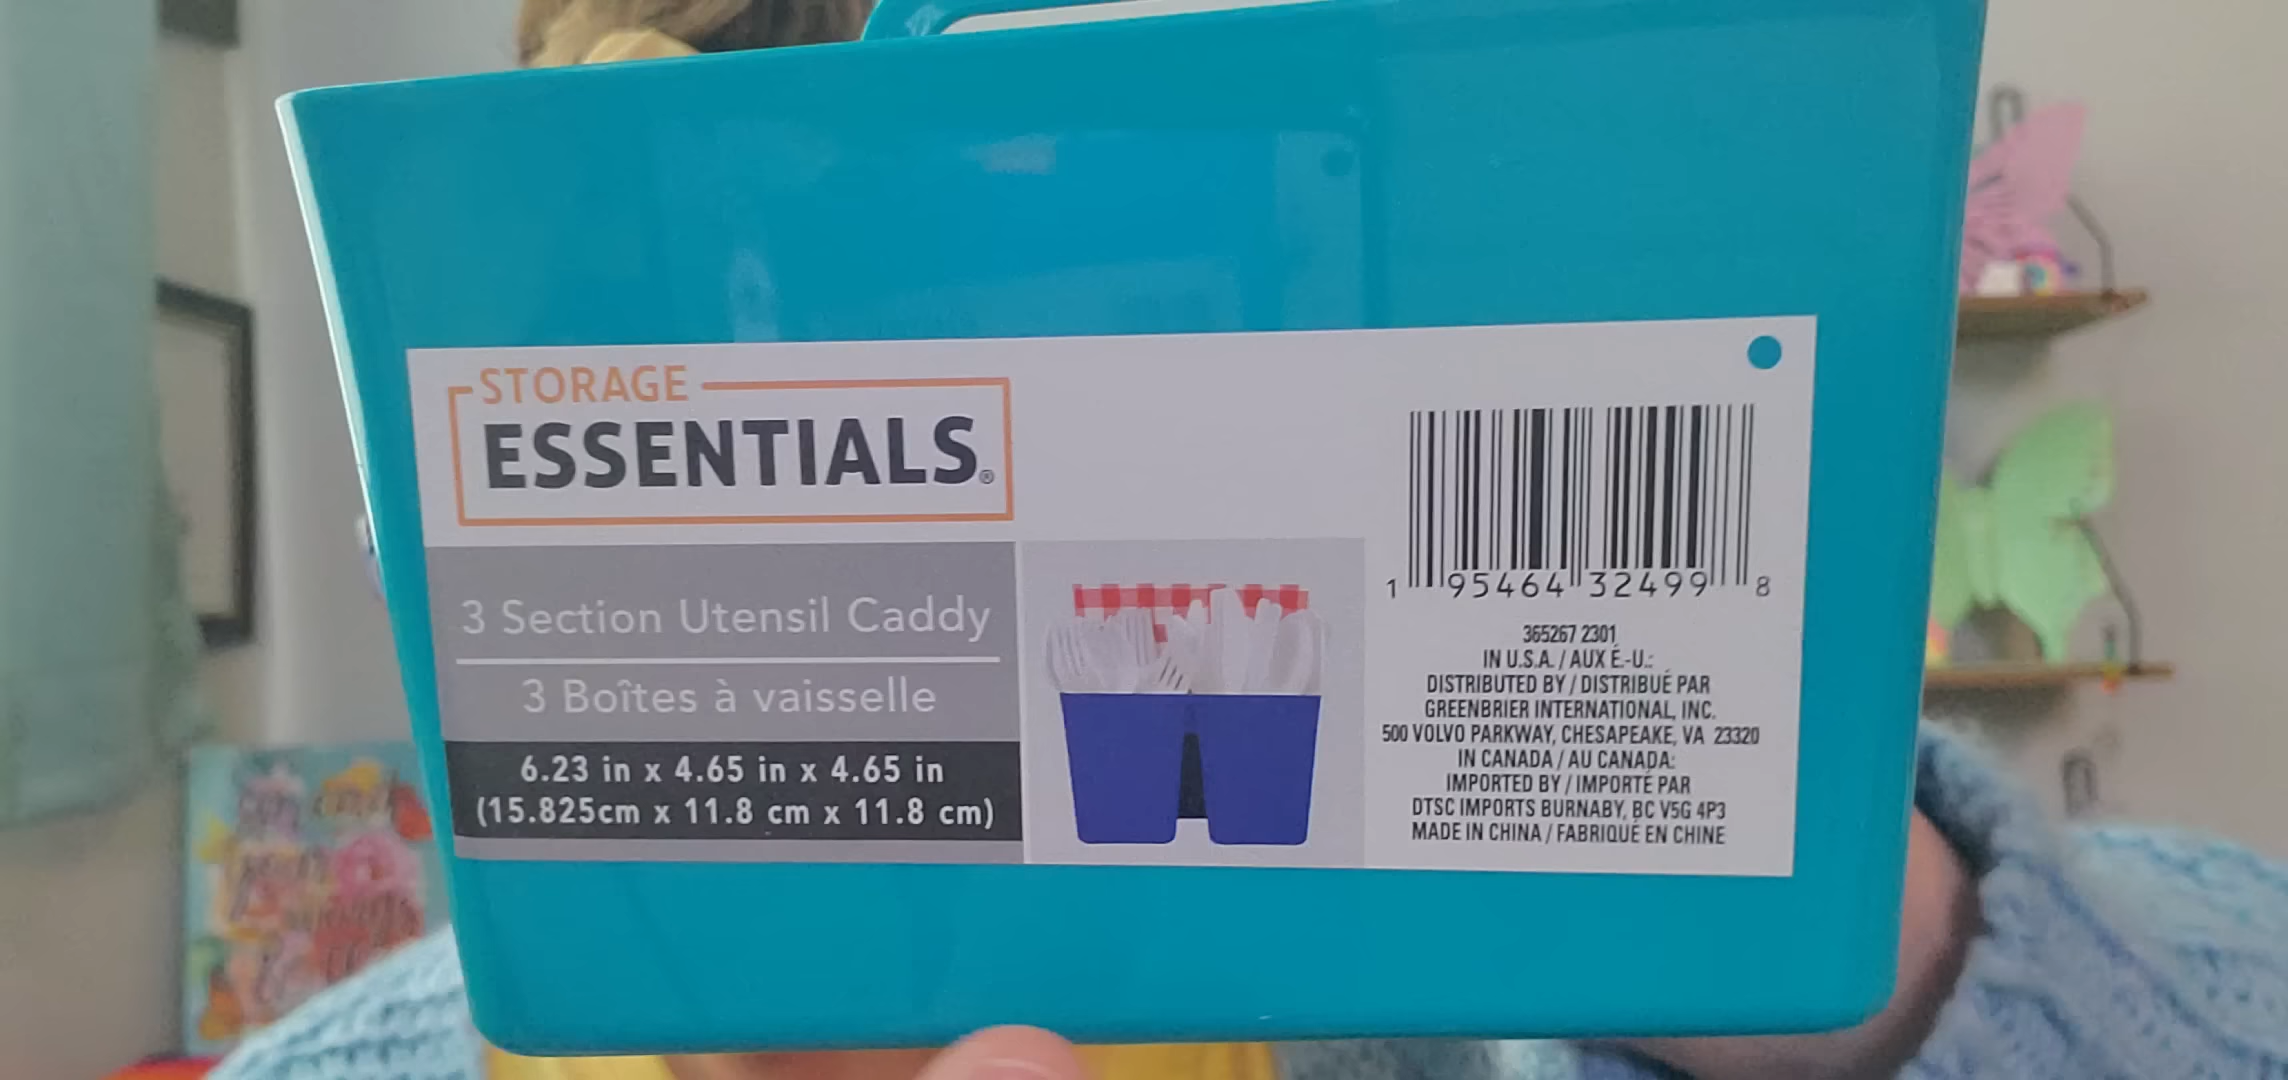 STORAGE
ESSENTIALS®
3 Section Utensil Caddy
3 Boîtes à vaisselle
6.23 in x 4.65 in x 4.65 in
(15.825cm x 11.8 cm x 11.8 cm)
1 95464 32499 8
365267 2301
IN U.S.A. / AUX É.-U.:
DISTRIBUTED BY / DISTRIBUÉ PAR
GREENBRIER INTERNATIONAL, INC.
500 VOLVO PARKWAY, CHESAPEAKE, VA 23320
IN CANADA / AU CANADA:
IMPORTED BY / IMPORTÉ PAR
DTSC IMPORTS BURNABY, BC V5G 4P3
MADE IN CHINA / FABRIQUÉ EN CHINE